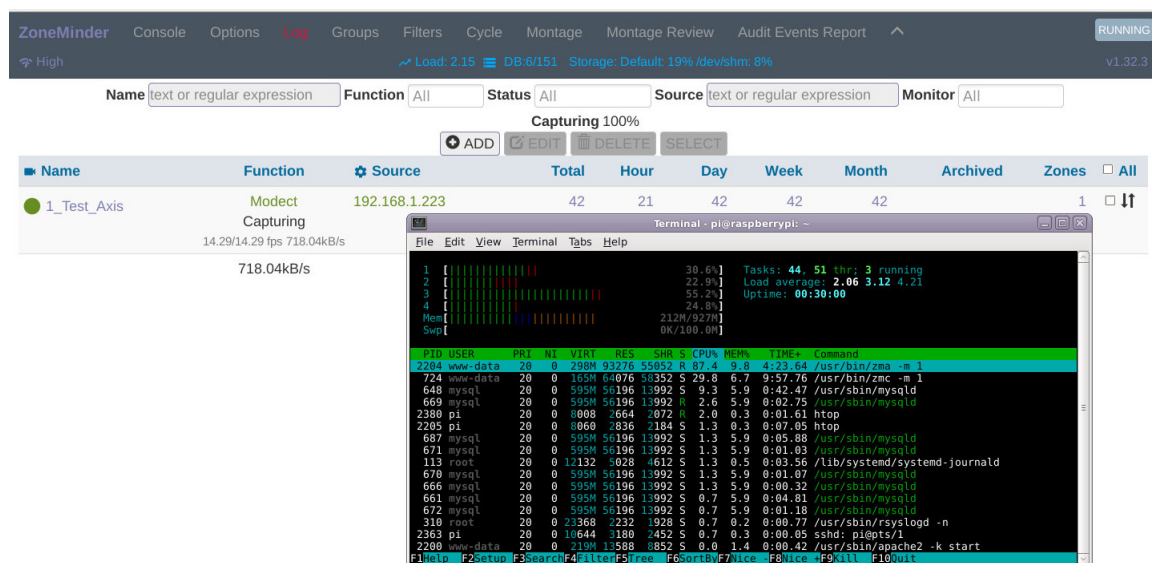 ZoneMinder Console Options Log Groups Filters Cycle Montage Montage Review Audit Events Report RUNNING
High Load: 2.15 DB:6/151 Storage: Default: 19% /dev/shm: 8% v1.32.3
Name text or regular expression Function All Status All Source text or regular expression Monitor All
Capturing 100%
ADD EDIT DELETE SELECT
Name Function Source Total Hour Day Week Month Archived Zones All
1_Test_Axis Modect 192.168.1.223 42 21 42 42 42 1
Capturing
14.29/14.29 fps 718.04kB/s
718.04kB/s
Terminal - pi@raspberrypi: ~
File Edit View Terminal Tabs Help
1 [||||||||||||||| 30.6%] Tasks: 44, 51 thr; 3 running
2 [|||||||||||| 22.9%] Load average: 2.06 3.12 4.21
3 [|||||||||||||||||||||||||| 55.2%] Uptime: 00:30:00
4 [|||||||||||| 24.8%]
Mem[|||||||||||||||||||||||||| 212M/927M]
Swp[ 0K/100.0M]
PID USER PRI NI VIRT RES SHR S CPU% MEM% TIME+ Command
2204 www-data 20 0 298M 93276 55052 R 87.4 9.8 4:23.64 /usr/bin/zma -m 1
724 www-data 20 0 165M 64076 58352 S 29.8 6.7 9:57.76 /usr/bin/zmc -m 1
648 mysql 20 0 595M 56196 13992 S 9.3 5.9 0:42.47 /usr/sbin/mysqld
669 mysql 20 0 595M 56196 13992 R 2.6 5.9 0:02.75 /usr/sbin/mysqld
2380 pi 20 0 8008 2664 2072 R 2.0 0.3 0:01.61 htop
2205 pi 20 0 8060 2836 2184 S 1.3 0.3 0:07.05 htop
687 mysql 20 0 595M 56196 13992 S 1.3 5.9 0:05.88 /usr/sbin/mysqld
671 mysql 20 0 595M 56196 13992 S 1.3 5.9 0:01.03 /usr/sbin/mysqld
113 root 20 0 12132 5028 4612 S 1.3 0.5 0:03.56 /lib/systemd/systemd-journald
670 mysql 20 0 595M 56196 13992 S 1.3 5.9 0:01.07 /usr/sbin/mysqld
666 mysql 20 0 595M 56196 13992 S 1.3 5.9 0:00.32 /usr/sbin/mysqld
661 mysql 20 0 595M 56196 13992 S 0.7 5.9 0:04.81 /usr/sbin/mysqld
672 mysql 20 0 595M 56196 13992 S 0.7 5.9 0:01.18 /usr/sbin/mysqld
310 root 20 0 23368 2232 1928 S 0.7 0.2 0:00.77 /usr/sbin/rsyslogd -n
2363 pi 20 0 10644 3180 2452 S 0.7 0.3 0:00.05 sshd: pi@pts/1
2200 www-data 20 0 219M 13588 8852 S 0.0 1.4 0:00.42 /usr/sbin/apache2 -k start
F1Help F2Setup F3SearchF4FilterF5Tree F6SortByF7Nice -F8Nice +F9Kill F10Quit